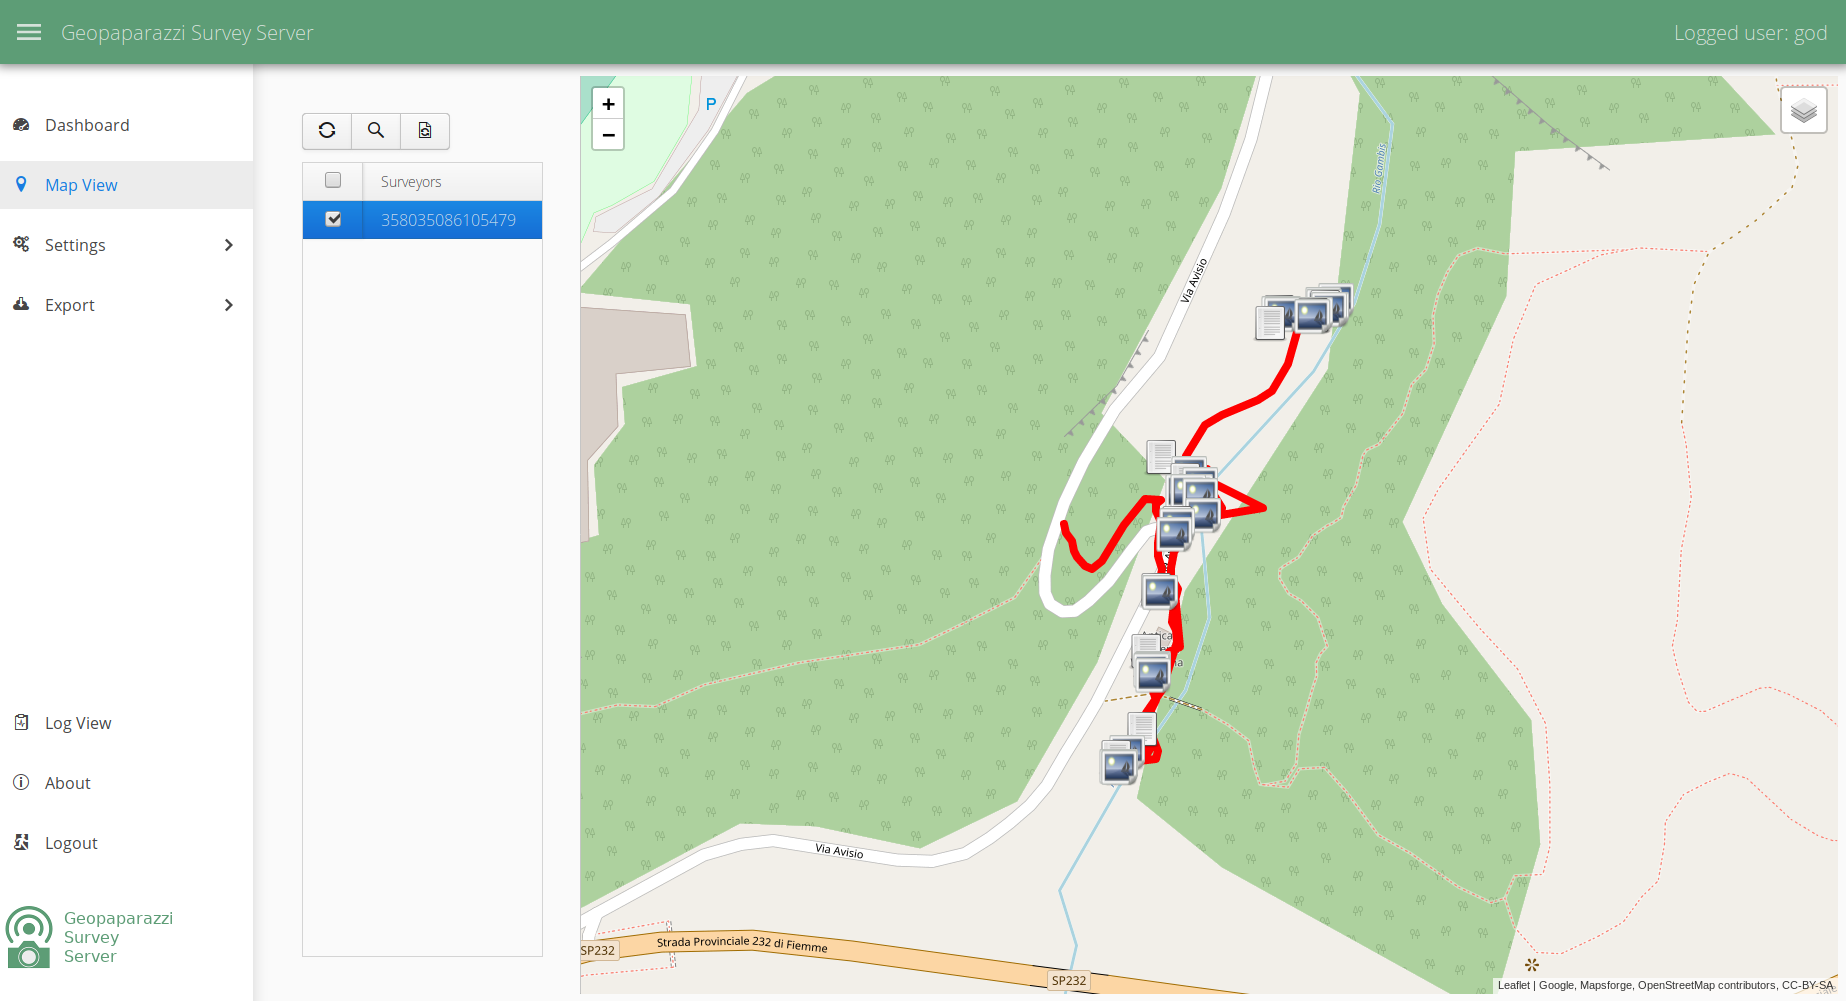 Geopaparazzi Survey Server
Logged user: god
Dashboard
Map View
Settings
Export
Log View
About
Logout
Geopaparazzi
Survey
Server
Surveyors
358035086105479
+
−
P
Rio Gambis
Via Avisio
Via Avisio
Strada Provinciale 232 di Fiemme
SP232
SP232
Leaflet | Google, Mapsforge, OpenStreetMap contributors, CC-BY-SA